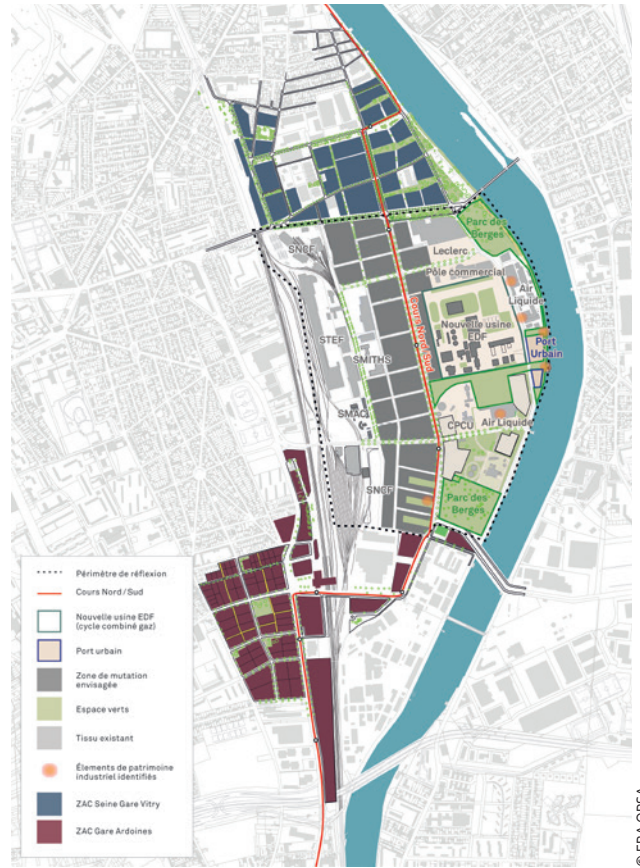 Parc des
Berges
Leclerc
SNCF
Pôle commercial
Air
Liquide
Cours Nord/Sud
Nouvelle usine
EDF
STEF
Port
Urbain
SMITHS
SMAC
CPCU
Air Liquide
SNCF
Parc des
Berges
Périmètre de réflexion
Cours Nord/Sud
Nouvelle usine EDF
(cycle combiné gaz)
Port urbain
Zone de mutation
envisagée
Espace verts
Tissu existant
Élements de patrimoine
industriel identifiés
ZAC Seine Gare Vitry
ZAC Gare Ardoines